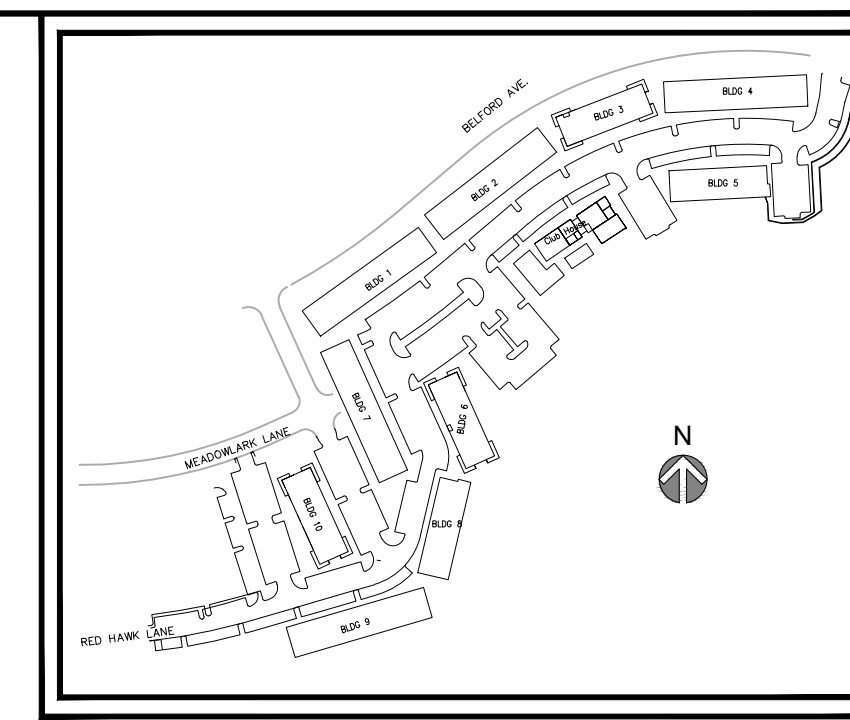 BELFORD AVE.
BLDG 4
BLDG 3
BLDG 2
BLDG 5
Club House
BLDG 1
BLDG 7
BLDG 6
MEADOWLARK LANE
N
BLDG 10
BLDG 8
RED HAWK LANE
BLDG 9